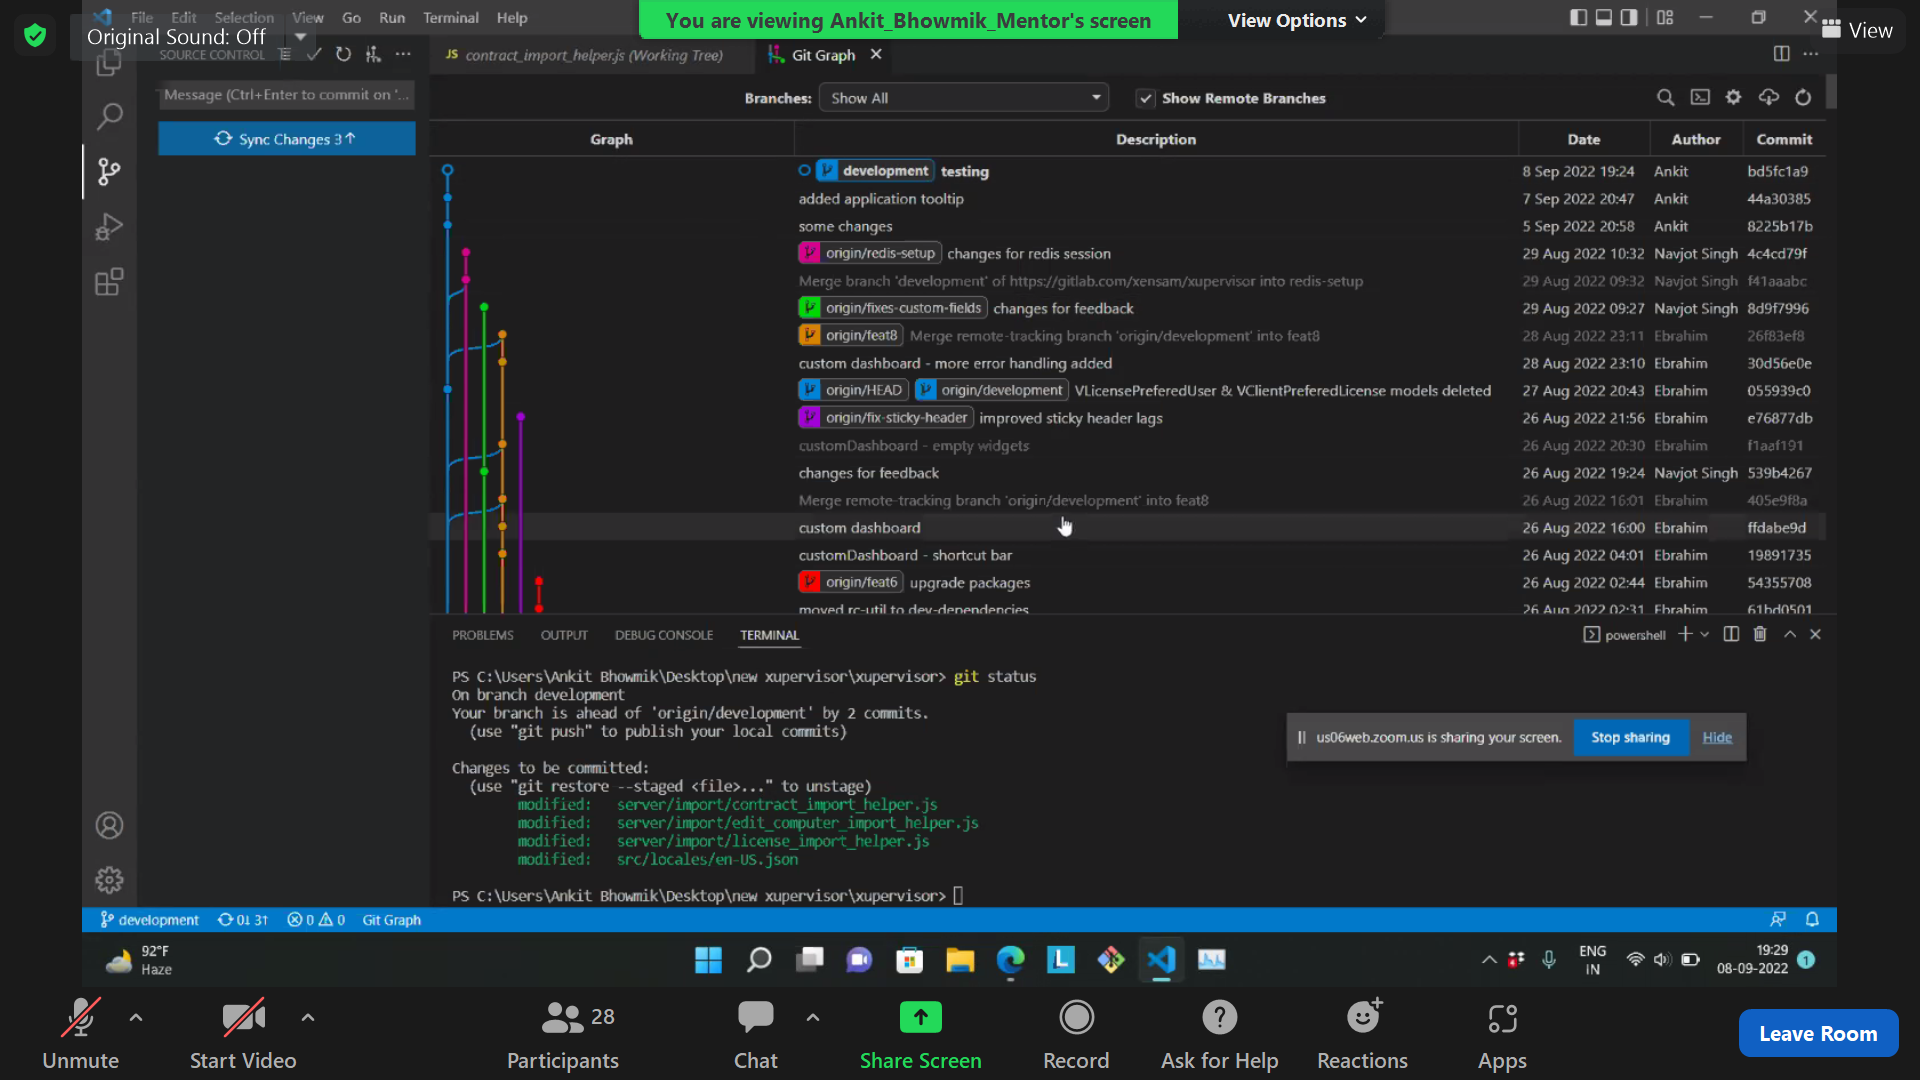 You are viewing Ankit_Bhowmik_Mentor's screen
View Options
View
File Edit Selection View Go Run Terminal Help
Original Sound: Off
SOURCE CONTROL
contract_import_helper.js (Working Tree)
Git Graph
Message (Ctrl+Enter to commit on '...
Sync Changes 3↑
Branches: Show All
Show Remote Branches
Graph Description Date Author Commit
development testing 8 Sep 2022 19:24 Ankit bd5fc1a9
added application tooltip 7 Sep 2022 20:47 Ankit 44a30385
some changes 5 Sep 2022 20:58 Ankit 8225b17b
origin/redis-setup changes for redis session 29 Aug 2022 10:32 Navjot Singh 4c4cd79f
Merge branch 'development' of https://gitlab.com/xensam/xupervisor into redis-setup 29 Aug 2022 09:32 Navjot Singh f41aaabc
origin/fixes-custom-fields changes for feedback 29 Aug 2022 09:27 Navjot Singh 8d9f7996
origin/feat8 Merge remote-tracking branch 'origin/development' into feat8 28 Aug 2022 23:11 Ebrahim 26f83ef8
custom dashboard - more error handling added 28 Aug 2022 23:10 Ebrahim 30d56e0e
origin/HEAD origin/development VLicensePreferedUser & VClientPreferedLicense models deleted 27 Aug 2022 20:43 Ebrahim 055939c0
origin/fix-sticky-header improved sticky header lags 26 Aug 2022 21:56 Ebrahim e76877db
customDashboard - empty widgets 26 Aug 2022 20:30 Ebrahim f1aaf191
changes for feedback 26 Aug 2022 19:24 Navjot Singh 539b4267
Merge remote-tracking branch 'origin/development' into feat8 26 Aug 2022 16:01 Ebrahim 405e9f8a
custom dashboard 26 Aug 2022 16:00 Ebrahim ffdabe9d
customDashboard - shortcut bar 26 Aug 2022 04:01 Ebrahim 19891735
origin/feat6 upgrade packages 26 Aug 2022 02:44 Ebrahim 54355708
moved rc-util to dev-dependencies 26 Aug 2022 02:31 Ebrahim 61bd0501
PROBLEMS OUTPUT DEBUG CONSOLE TERMINAL
powershell
PS C:\Users\Ankit Bhowmik\Desktop\new xupervisor\xupervisor> git status
On branch development
Your branch is ahead of 'origin/development' by 2 commits.
(use "git push" to publish your local commits)
Changes to be committed:
(use "git restore --staged <file>..." to unstage)
modified: server/import/contract_import_helper.js
modified: server/import/edit_computer_import_helper.js
modified: server/import/license_import_helper.js
modified: src/locales/en-US.json
PS C:\Users\Ankit Bhowmik\Desktop\new xupervisor\xupervisor>
us06web.zoom.us is sharing your screen. Stop sharing Hide
development 0↓ 3↑ 0 0 Git Graph
92°F
Haze
ENG
IN
19:29
08-09-2022
1
28
Unmute Start Video Participants Chat Share Screen Record Ask for Help Reactions Apps
Leave Room